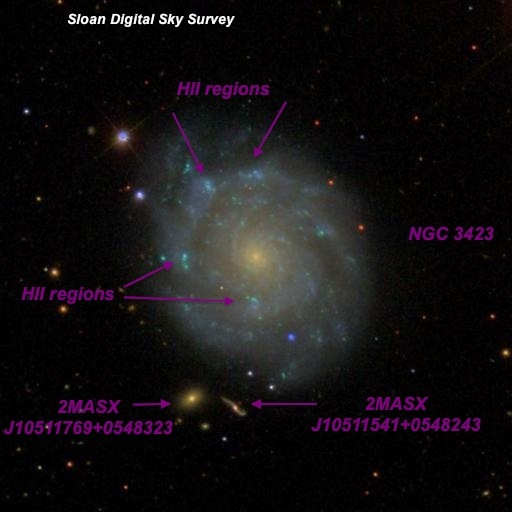 Sloan Digital Sky Survey
HII regions
NGC 3423
HII regions
2MASX
J10511769+0548323
2MASX
J10511541+0548243